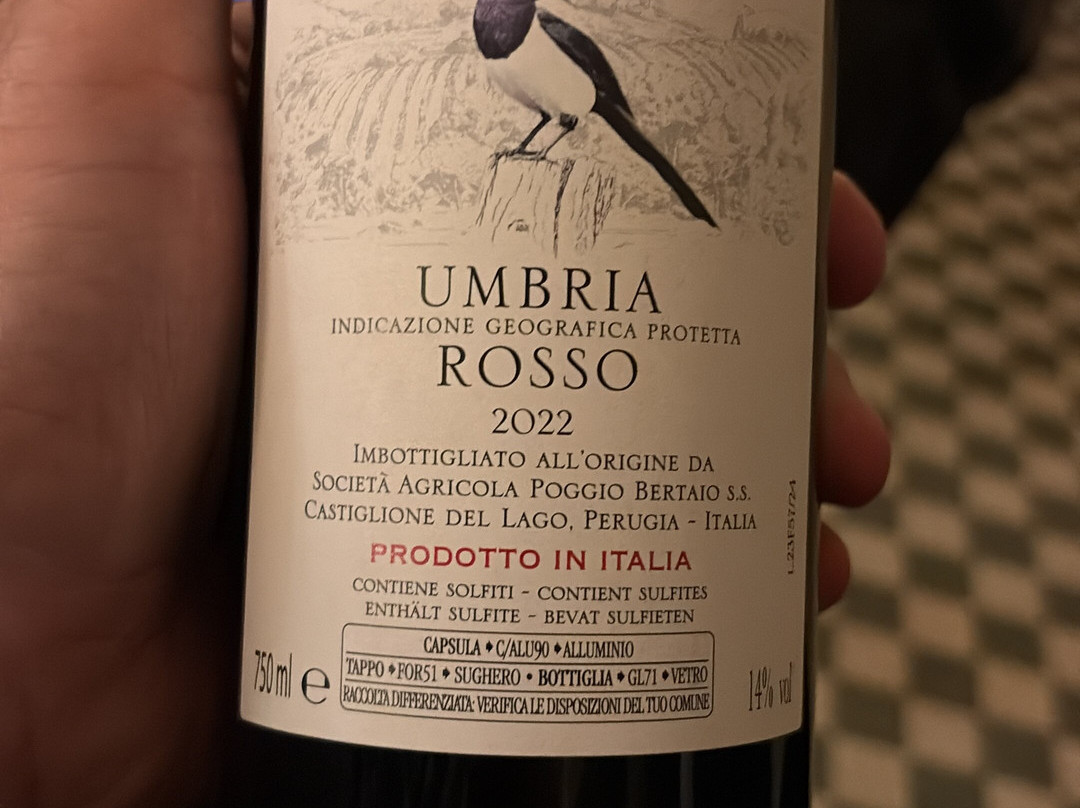 UMBRIA
INDICAZIONE GEOGRAFICA PROTETTA
ROSSO
2022
IMBOTTIGLIATO ALL'ORIGINE DA
SOCIETÀ AGRICOLA POGGIO BERTAIO S.S.
CASTIGLIONE DEL LAGO, PERUGIA - ITALIA
PRODOTTO IN ITALIA
CONTIENE SOLFITI - CONTIENT SULFITES
ENTHÄLT SULFITE - BEVAT SULFIETEN
CAPSULA ♦ C/ALU90 ♦ ALLUMINIO
TAPPO ♦ FOR51 ♦ SUGHERO • BOTTIGLIA ♦ GL71 ♦ VETRO
RACCOLTA DIFFERENZIATA: VERIFICA LE DISPOSIZIONI DEL TUO COMUNE
750 ml e
14% vol